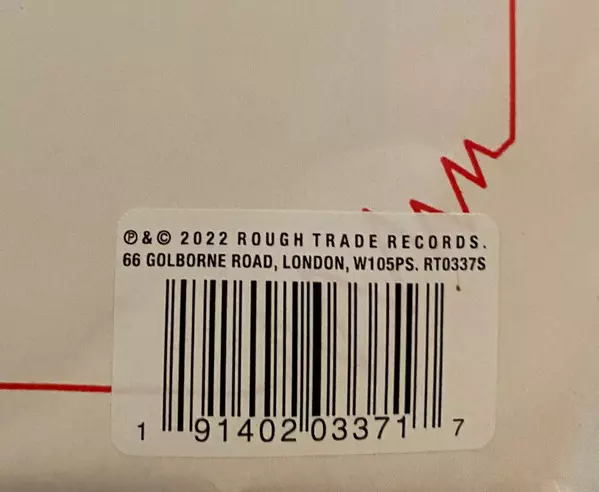 ℗ & © 2022 ROUGH TRADE RECORDS.
66 GOLBORNE ROAD, LONDON, W105PS. RT0337S
1 91402 03371 7